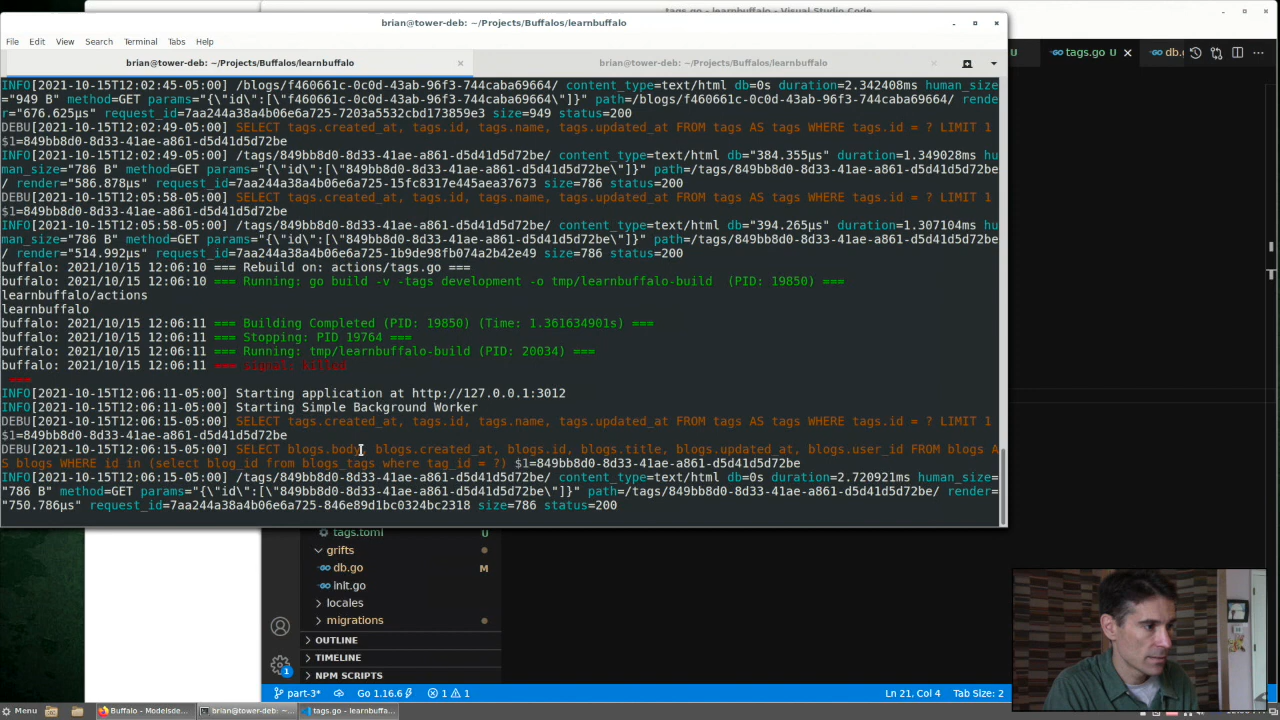 tags.go - learnbuffalo - Visual Studio Code
brian@tower-deb: ~/Projects/Buffalos/learnbuffalo
File Edit View Search Terminal Tabs Help
U tags.go U db.
brian@tower-deb: ~/Projects/Buffalos/learnbuffalo brian@tower-deb: ~/Projects/Buffalos/learnbuffalo
INFO[2021-10-15T12:02:45-05:00] /blogs/f460661c-0c0d-43ab-96f3-744caba69664/ content_type=text/html db=0s duration=2.342408ms human_size
="949 B" method=GET params="{\"id\":[\"f460661c-0c0d-43ab-96f3-744caba69664/\"]}" path=/blogs/f460661c-0c0d-43ab-96f3-744caba69664/ rende
r="676.625µs" request_id=7aa244a38a4b06e6a725-7203a5532cbd173859e3 size=949 status=200
DEBU[2021-10-15T12:02:49-05:00] SELECT tags.created_at, tags.id, tags.name, tags.updated_at FROM tags AS tags WHERE tags.id = ? LIMIT 1
$1=849bb8d0-8d33-41ae-a861-d5d41d5d72be
INFO[2021-10-15T12:02:49-05:00] /tags/849bb8d0-8d33-41ae-a861-d5d41d5d72be/ content_type=text/html db="384.355µs" duration=1.349028ms hu
man_size="786 B" method=GET params="{\"id\":[\"849bb8d0-8d33-41ae-a861-d5d41d5d72be\"]}" path=/tags/849bb8d0-8d33-41ae-a861-d5d41d5d72be
/ render="586.878µs" request_id=7aa244a38a4b06e6a725-15fc8317e445aea37673 size=786 status=200
DEBU[2021-10-15T12:05:58-05:00] SELECT tags.created_at, tags.id, tags.name, tags.updated_at FROM tags AS tags WHERE tags.id = ? LIMIT 1
$1=849bb8d0-8d33-41ae-a861-d5d41d5d72be
INFO[2021-10-15T12:05:58-05:00] /tags/849bb8d0-8d33-41ae-a861-d5d41d5d72be/ content_type=text/html db="394.265µs" duration=1.307104ms hu
man_size="786 B" method=GET params="{\"id\":[\"849bb8d0-8d33-41ae-a861-d5d41d5d72be\"]}" path=/tags/849bb8d0-8d33-41ae-a861-d5d41d5d72be
/ render="514.992µs" request_id=7aa244a38a4b06e6a725-1b9de98fb074a2b42e49 size=786 status=200
buffalo: 2021/10/15 12:06:10 === Rebuild on: actions/tags.go ===
buffalo: 2021/10/15 12:06:10 === Running: go build -v -tags development -o tmp/learnbuffalo-build (PID: 19850) ===
learnbuffalo/actions
learnbuffalo
buffalo: 2021/10/15 12:06:11 === Building Completed (PID: 19850) (Time: 1.361634901s) ===
buffalo: 2021/10/15 12:06:11 === Stopping: PID 19764 ===
buffalo: 2021/10/15 12:06:11 === Running: tmp/learnbuffalo-build (PID: 20034) ===
buffalo: 2021/10/15 12:06:11 === signal: killed
===
INFO[2021-10-15T12:06:11-05:00] Starting application at http://127.0.0.1:3012
INFO[2021-10-15T12:06:11-05:00] Starting Simple Background Worker
DEBU[2021-10-15T12:06:15-05:00] SELECT tags.created_at, tags.id, tags.name, tags.updated_at FROM tags AS tags WHERE tags.id = ? LIMIT 1
$1=849bb8d0-8d33-41ae-a861-d5d41d5d72be
DEBU[2021-10-15T12:06:15-05:00] SELECT blogs.body, blogs.created_at, blogs.id, blogs.title, blogs.updated_at, blogs.user_id FROM blogs A
S blogs WHERE id in (select blog_id from blogs_tags where tag_id = ?) $1=849bb8d0-8d33-41ae-a861-d5d41d5d72be
INFO[2021-10-15T12:06:15-05:00] /tags/849bb8d0-8d33-41ae-a861-d5d41d5d72be/ content_type=text/html db=0s duration=2.720921ms human_size=
"786 B" method=GET params="{\"id\":[\"849bb8d0-8d33-41ae-a861-d5d41d5d72be\"]}" path=/tags/849bb8d0-8d33-41ae-a861-d5d41d5d72be/ render=
"750.786µs" request_id=7aa244a38a4b06e6a725-846e89d1bc0324bc2318 size=786 status=200
tags.toml U
grifts
db.go M
init.go
locales
migrations
OUTLINE
TIMELINE
NPM SCRIPTS
1
part-3* Go 1.16.6 1 1 Ln 21, Col 4 Tab Size: 2
Menu Buffalo - Modelsde... brian@tower-deb: ~... tags.go - learnbuffa...